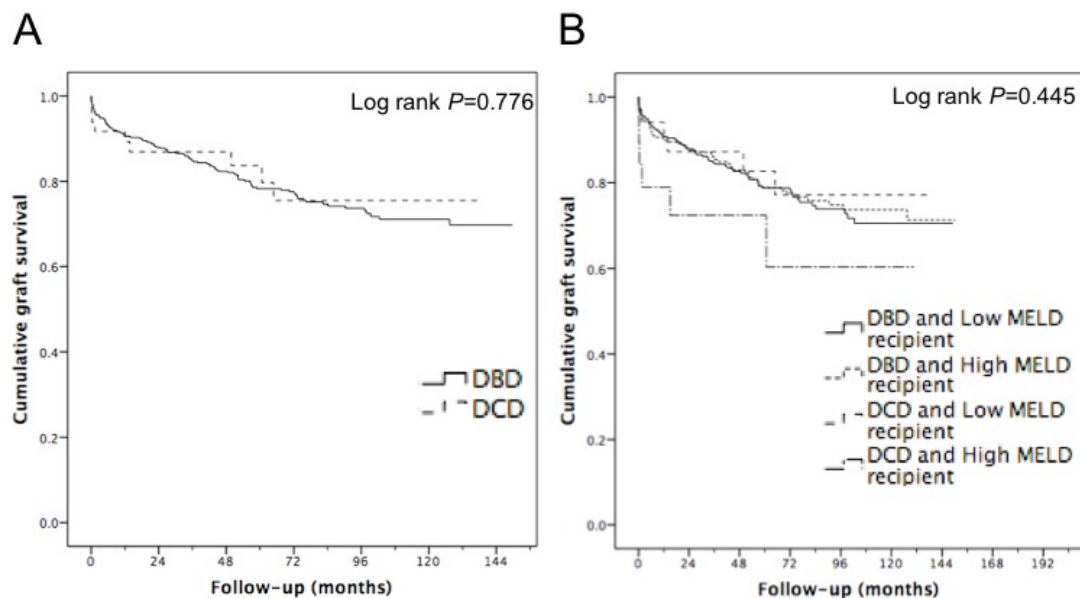 A
Log rank P=0.776
Cumulative graft survival
1.0
0.8
0.6
0.4
0.2
0.0
DBD
DCD
0 24 48 72 96 120 144
Follow-up (months)
B
Log rank P=0.445
Cumulative graft survival
1.0
0.8
0.6
0.4
0.2
0.0
DBD and Low MELD
recipient
DBD and High MELD
recipient
DCD and Low MELD
recipient
DCD and High MELD
recipient
0 24 48 72 96 120 144 168 192
Follow-up (months)